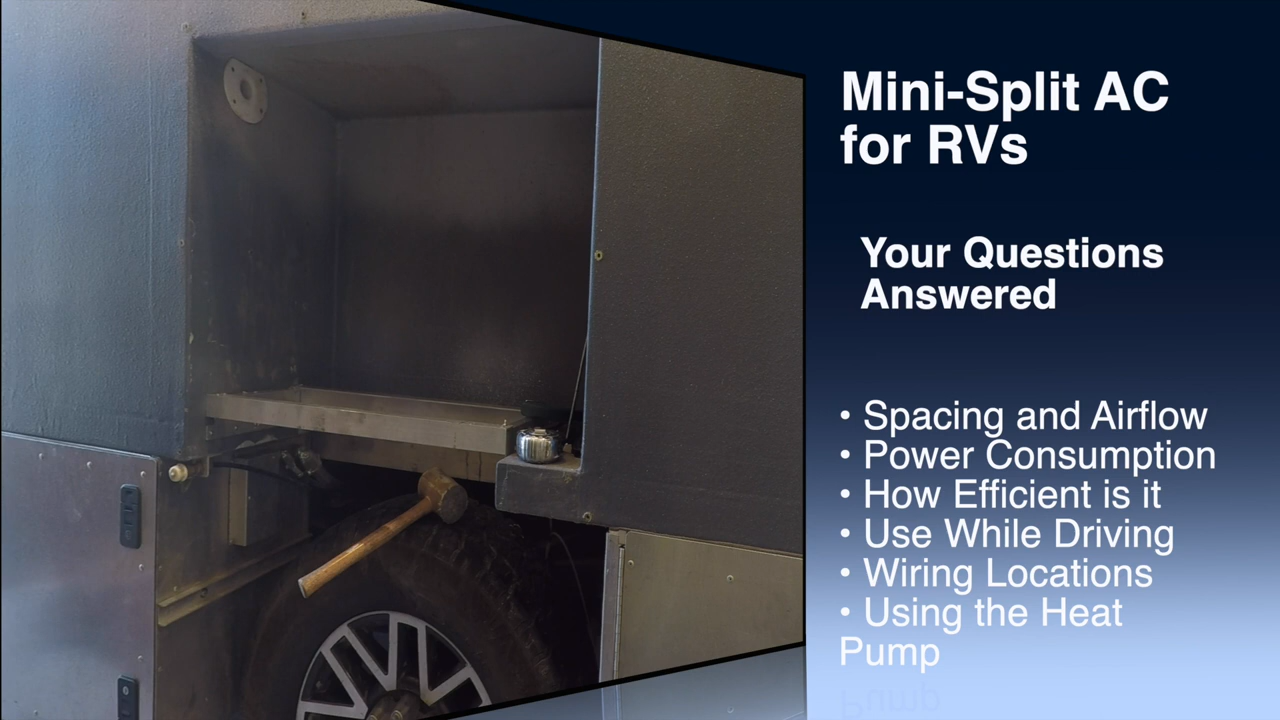 Mini-Split AC
for RVs
Your Questions
Answered
• Spacing and Airflow
• Power Consumption
• How Efficient is it
• Use While Driving
• Wiring Locations
• Using the Heat
Pump